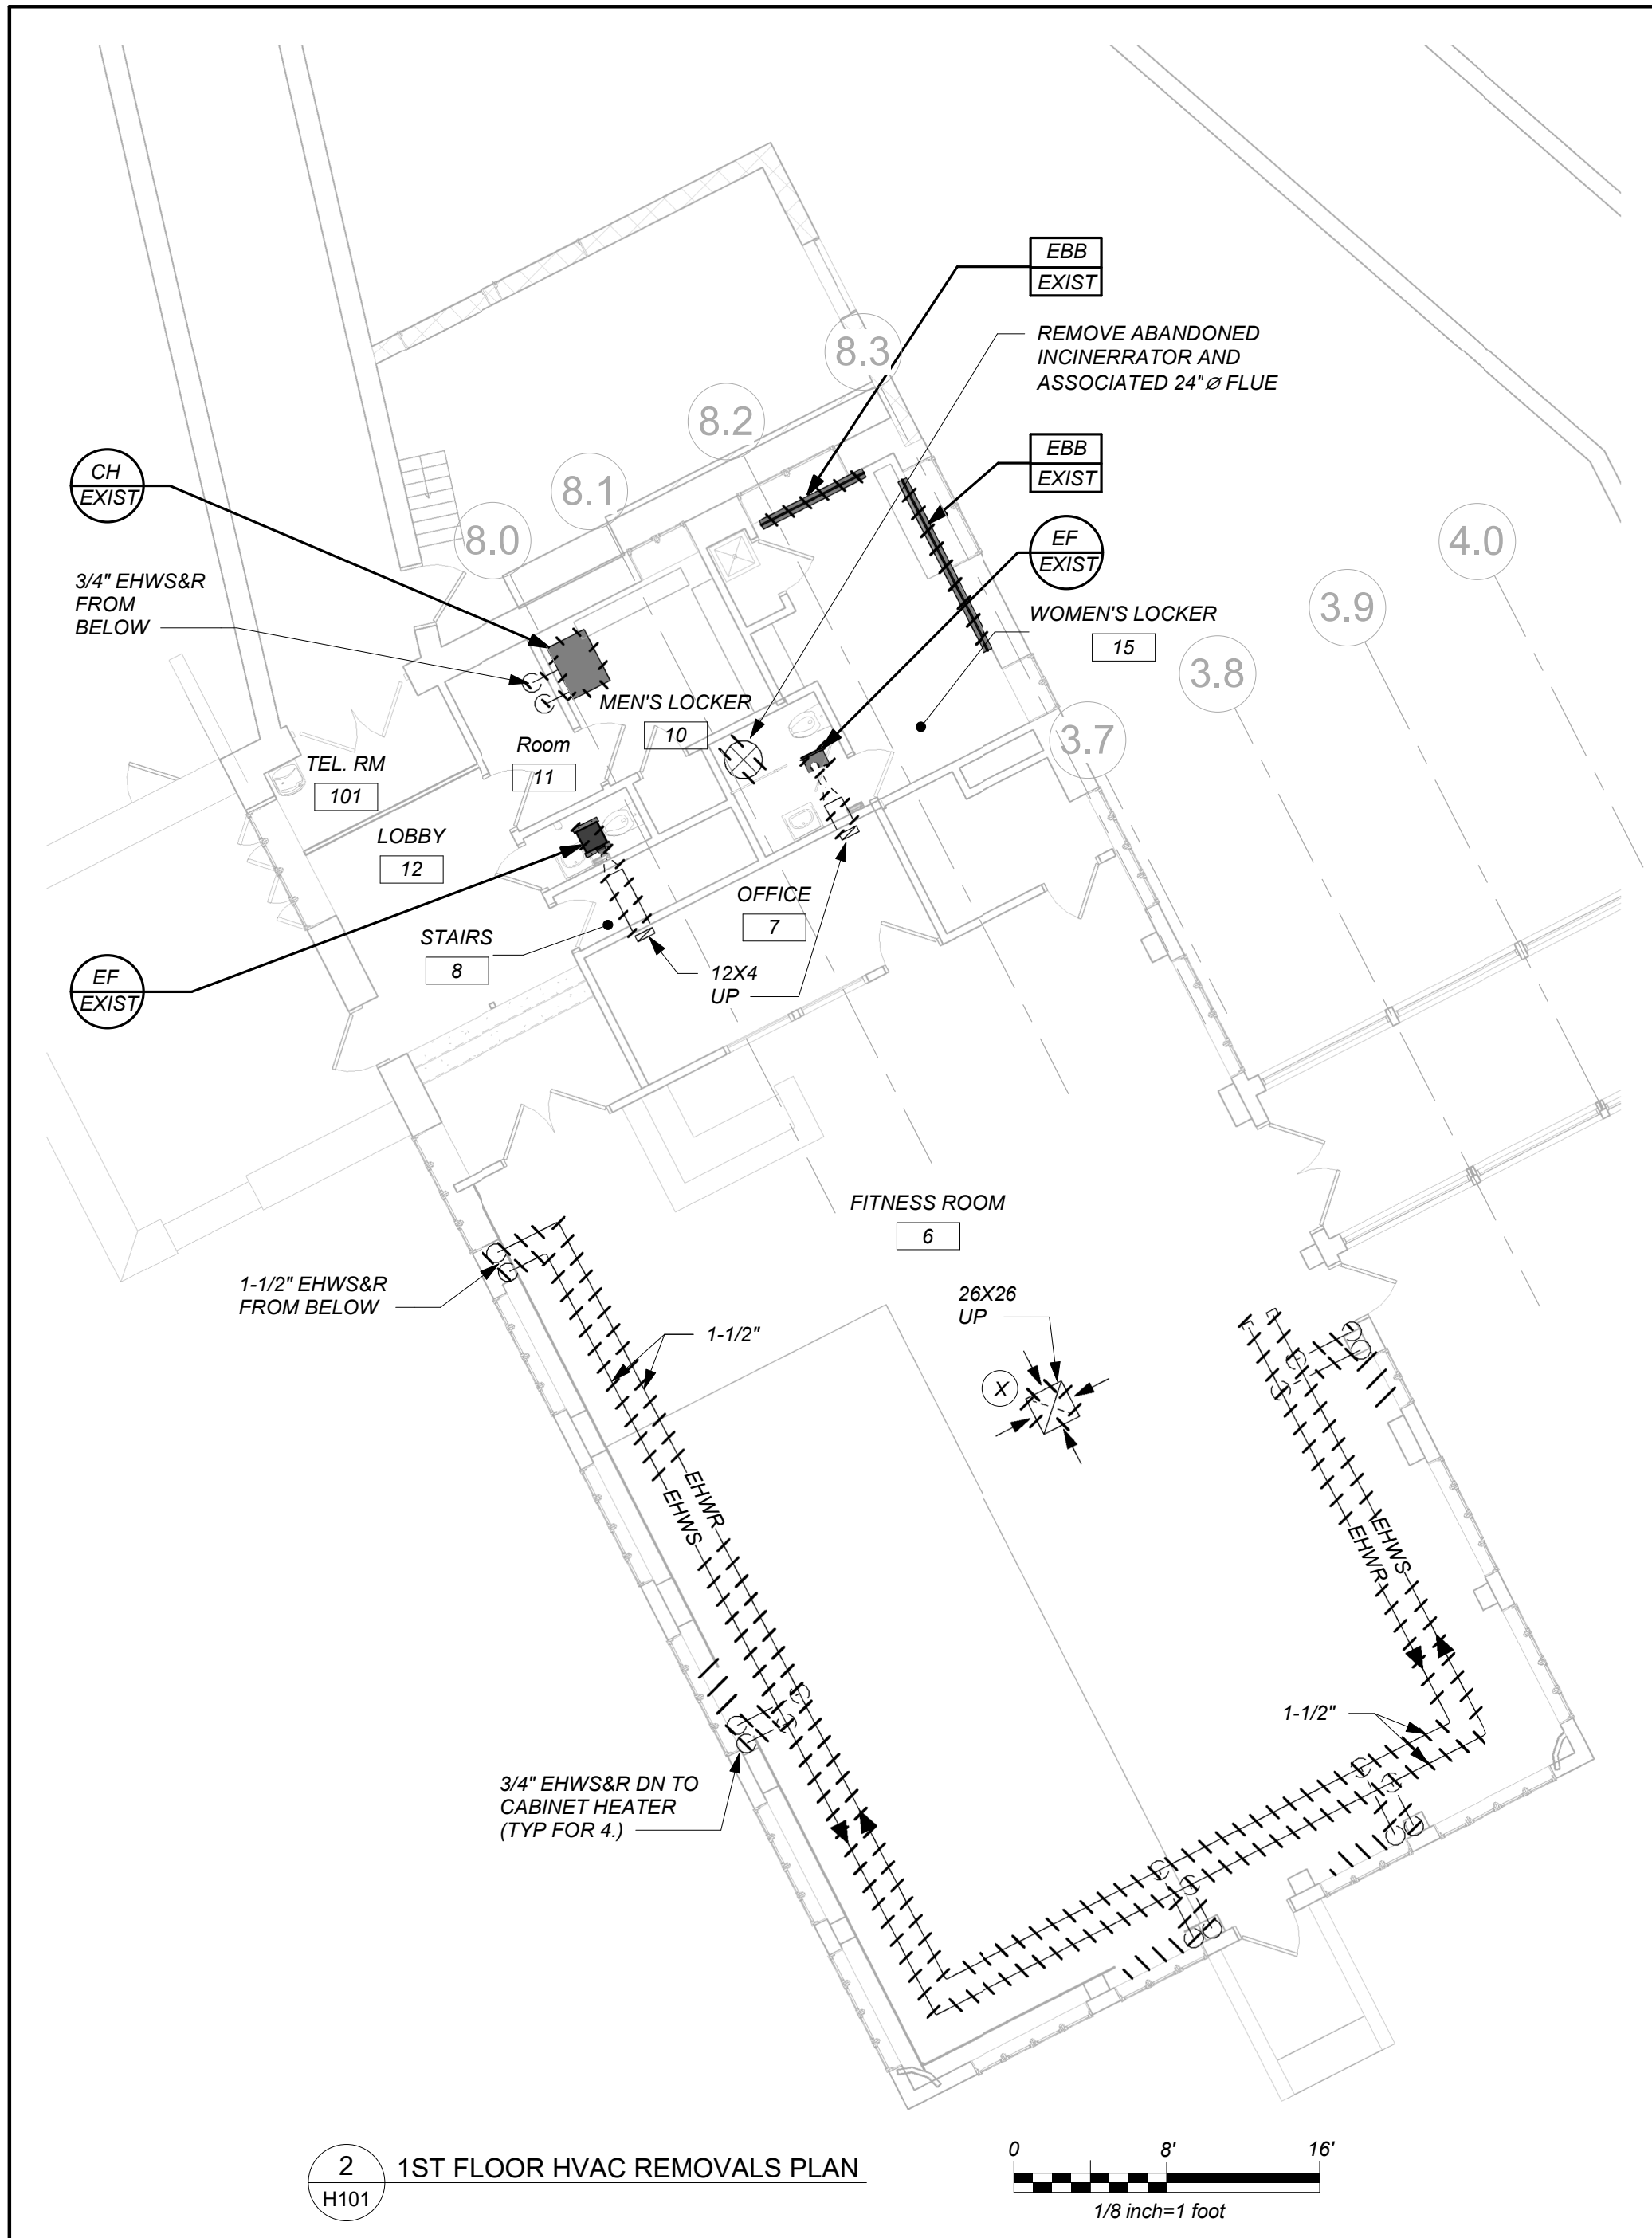 EBB
EXIST
REMOVE ABANDONED
INCINERRATOR AND
ASSOCIATED 24" Ø FLUE
8.3
8.2
EBB
EXIST
CH
EXIST
8.1
8.0
EF
EXIST
4.0
3/4" EHWS&R
FROM
BELOW
3.9
WOMEN'S LOCKER
15
3.8
MEN'S LOCKER
10
3.7
Room
11
TEL. RM
101
LOBBY
12
OFFICE
7
STAIRS
8
EF
EXIST
12X4
UP
FITNESS ROOM
6
1-1/2" EHWS&R
FROM BELOW
26X26
UP
1-1/2"
X
EHWR
EHWS
EHWS
EHWR
1-1/2"
3/4" EHWS&R DN TO
CABINET HEATER
(TYP FOR 4.)
2
H101
1ST FLOOR HVAC REMOVALS PLAN
0 8' 16'
1/8 inch=1 foot